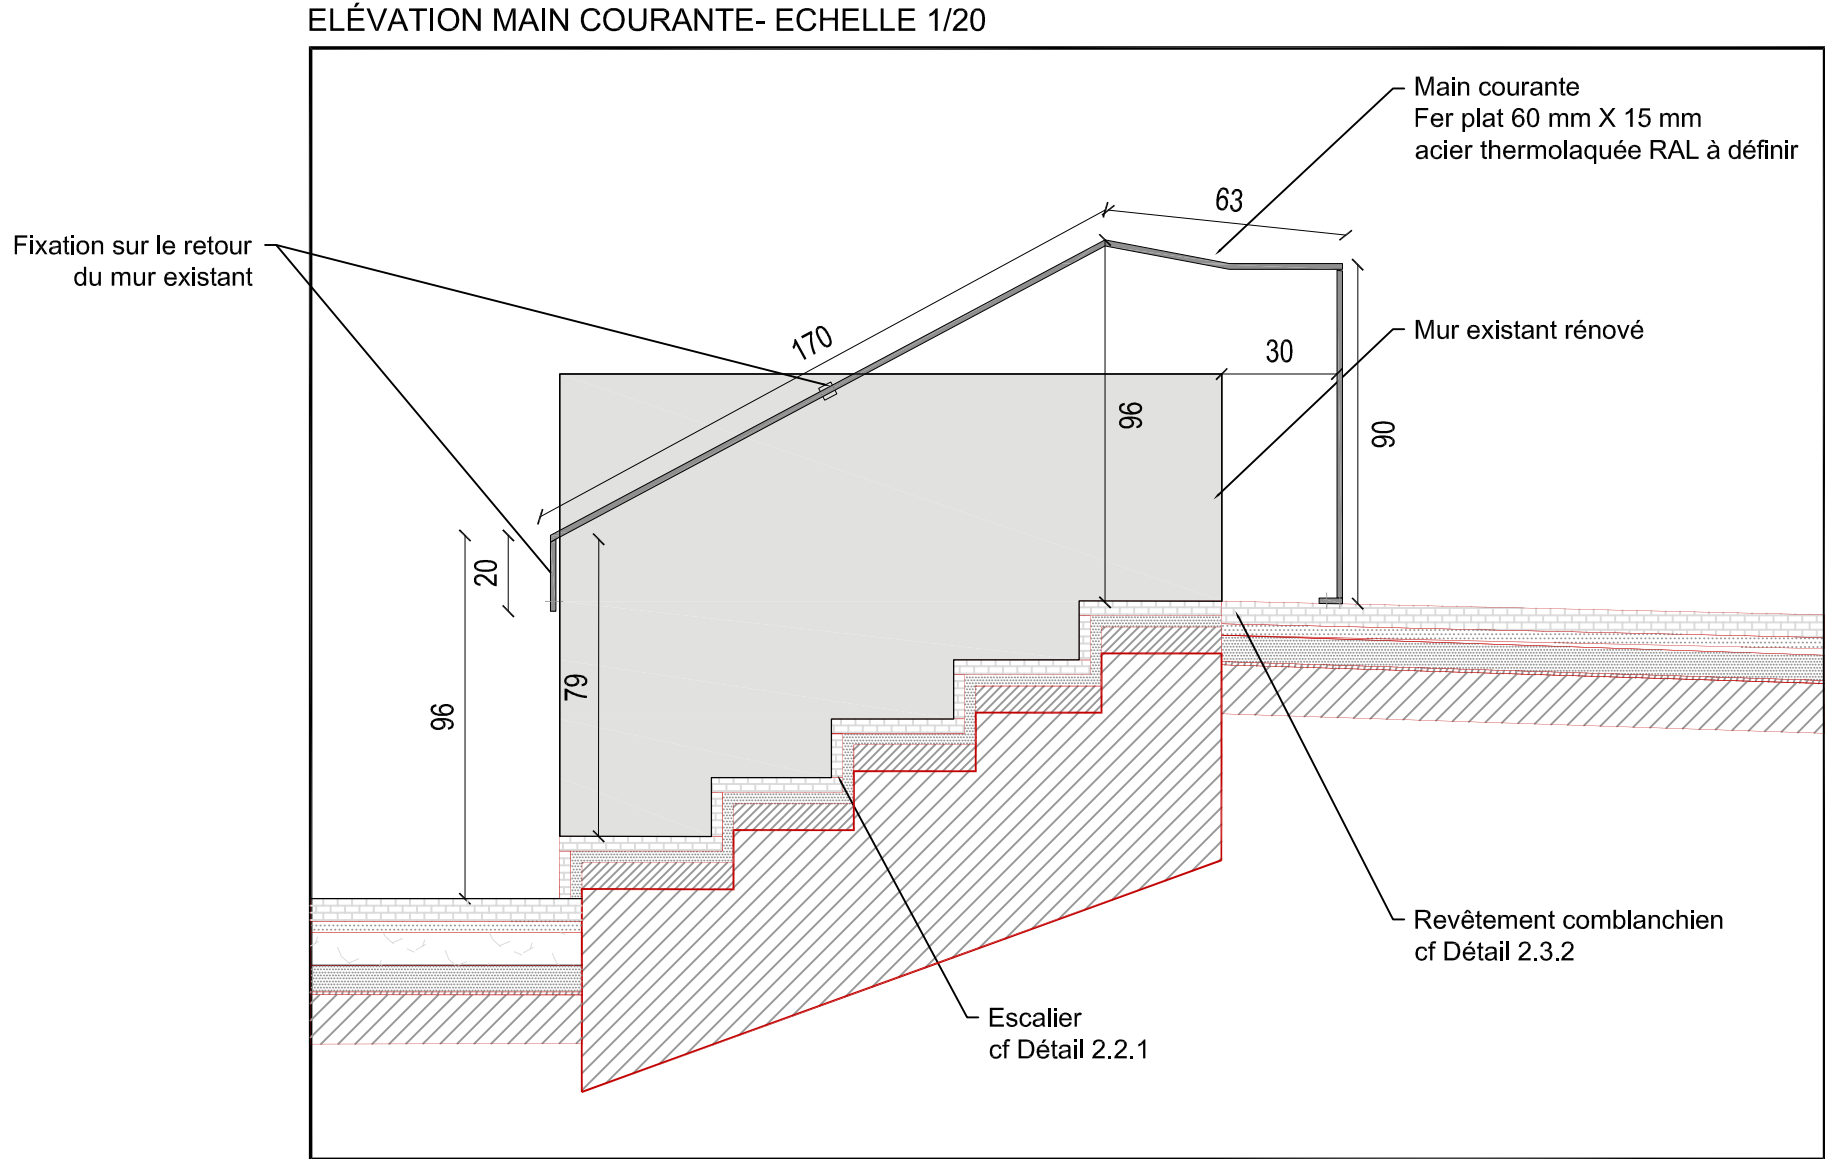 ELÉVATION MAIN COURANTE- ECHELLE 1/20
Main courante
Fer plat 60 mm X 15 mm
acier thermolaquée RAL à définir
63
Fixation sur le retour
du mur existant
170
Mur existant rénové
30
96
90
20
79
96
Revêtement comblanchien
cf Détail 2.3.2
Escalier
cf Détail 2.2.1